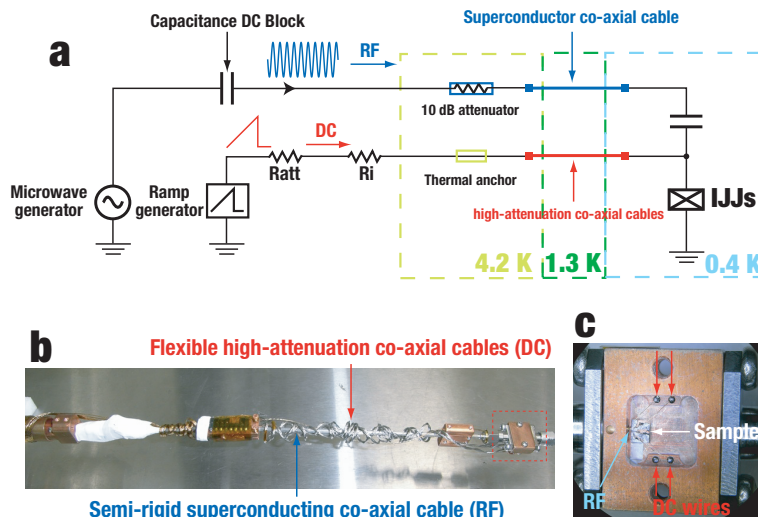 a
Capacitance DC Block
RF
Superconductor co-axial cable
10 dB attenuator
DC
Ratt
Ri
Thermal anchor
Microwave
generator
Ramp
generator
IJJs
high-attenuation co-axial cables
4.2 K
1.3 K
0.4 K
b
Flexible high-attenuation co-axial cables (DC)
Semi-rigid superconducting co-axial cable (RF)
c
Sample
RF
DC wires